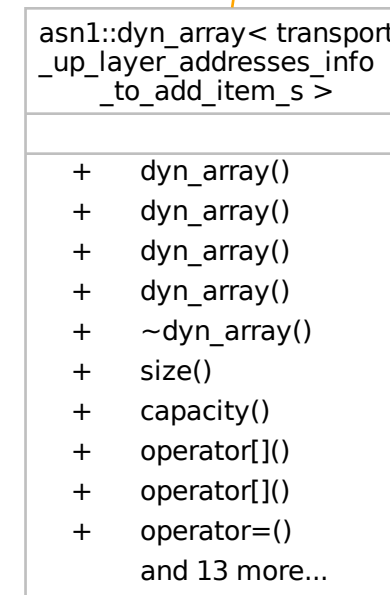 asn1::dyn_array< transport
_up_layer_addresses_info
_to_add_item_s >
+ dyn_array()
+ dyn_array()
+ dyn_array()
+ dyn_array()
+ ~dyn_array()
+ size()
+ capacity()
+ operator[]()
+ operator[]()
+ operator=()
and 13 more...